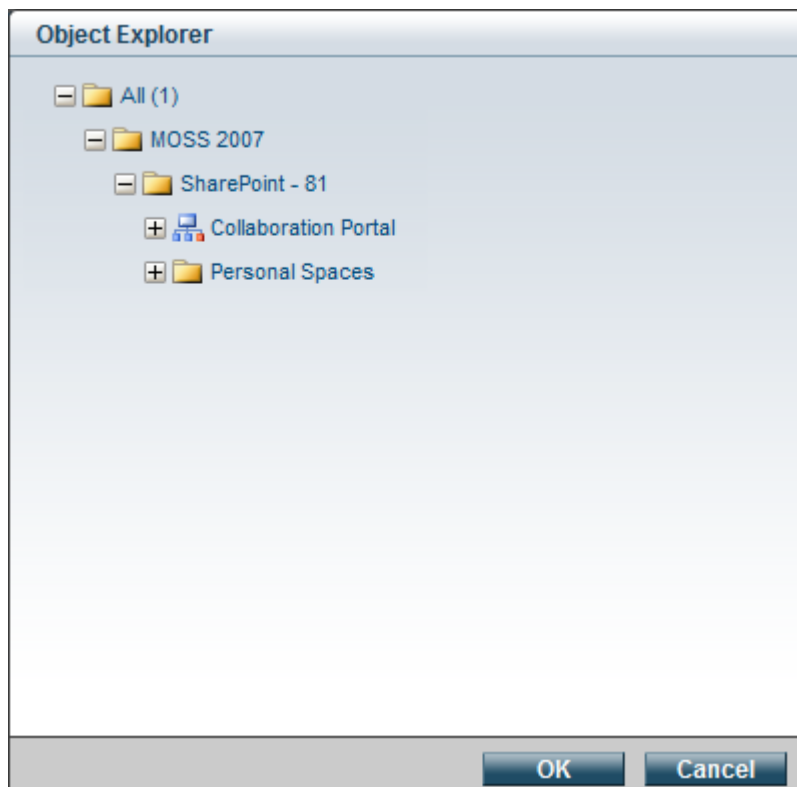 Object Explorer
All (1)
MOSS 2007
SharePoint - 81
Collaboration Portal
Personal Spaces
OK Cancel